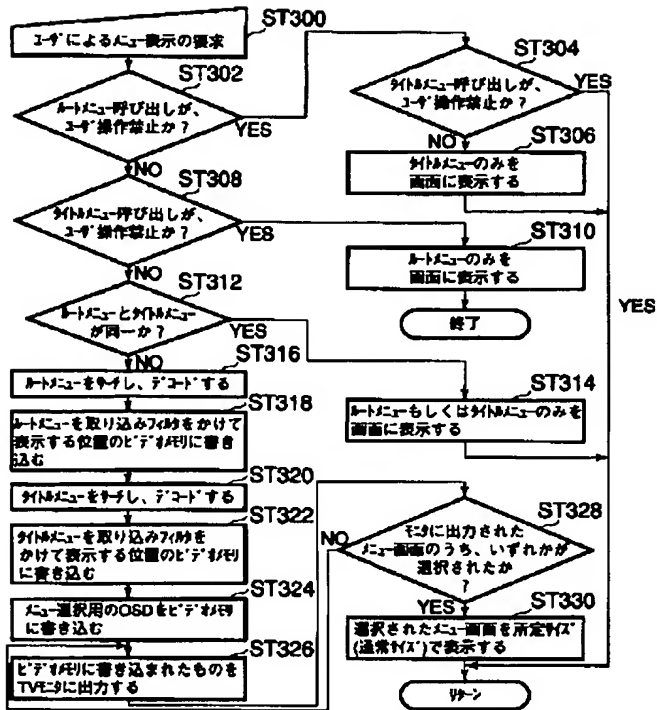 ST300
ユーザによるメニュー表示の要求
ST302
ルートメニュー呼び出しが、
ユーザ操作禁止か?
YES
NO
ST304
タイトルメニュー呼び出しが、
ユーザ操作禁止か?
YES
NO
ST306
タイトルメニューのみを
画面に表示する
ST308
タイトルメニュー呼び出しが、
ユーザ操作禁止か?
YES
NO
ST310
ルートメニューのみを
画面に表示する
終了
YES
ST312
ルートメニューとタイトルメニュー
が同一か?
YES
NO
ST314
ルートメニューもしくはタイトルメニューのみを
画面に表示する
ST316
ルートメニューをサーチし、デコードする
ST318
ルートメニューを取り込みフィルタをかけて
表示する位置のビデオメモリに書き
込む
ST320
タイトルメニューをサーチし、デコードする
ST322
タイトルメニューを取り込みフィルタを
かけて表示する位置のビデオメモリ
に書き込む
ST324
メニュー選択用のOSDをビデオメモリ
に書き込む
ST326
ビデオメモリに書き込まれたものを
TVモニタに出力する
ST328
モニタに出力された
メニュー画面のうち、いずれかが
選択されたか
?
NO
YES
ST330
選択されたメニュー画面を所定サイズ
(通常サイズ)で表示する
リターン